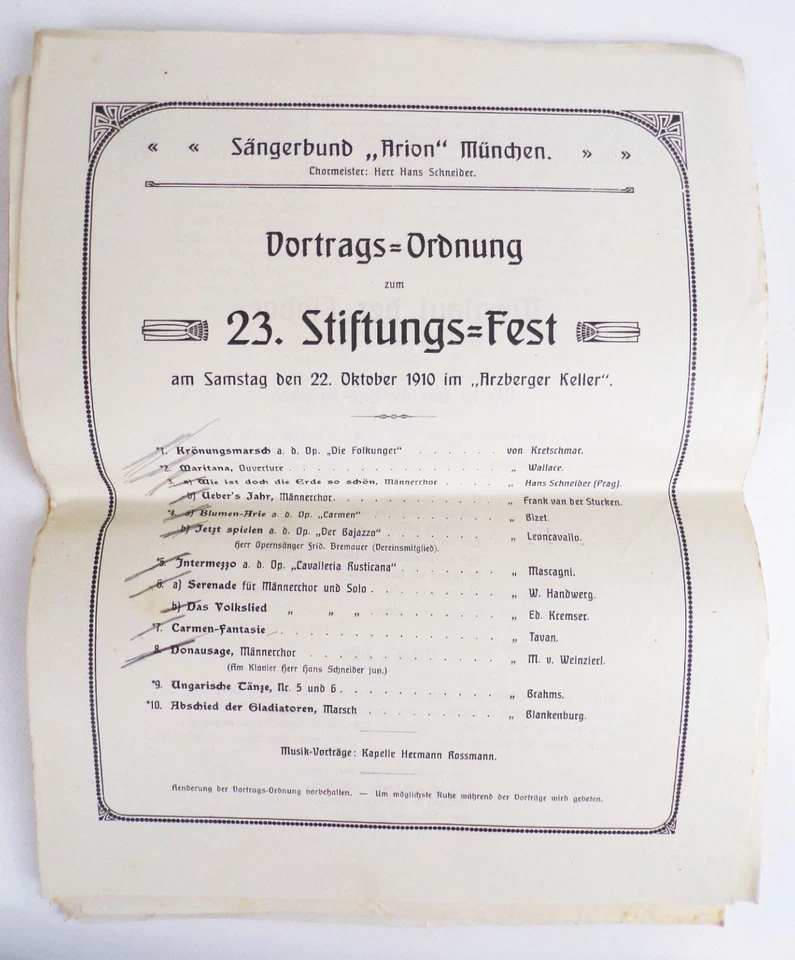 « « Sängerbund „Arion“ München. » »
Chormeister: Herr Hans Schneider.
Vortrags=Ordnung
zum
23. Stiftungs=Fest
am Samstag den 22. Oktober 1910 im „Arzberger Keller“.
*1. Krönungsmarsch a. d. Op. „Die Folkunger“ . . . . . . von Kretschmar.
*2. Maritana, Ouverture . . . . . . . . . . . . . . „ Wallace.
3. a) Wie ist doch die Erde so schön, Männerchor . . . . „ Hans Schneider (Prag).
b) Ueber's Jahr, Männerchor . . . . . . . . . . . „ Frank van der Stucken.
*4. a) Blumen-Arie a. d. Op. „Carmen“ . . . . . . . . . „ Bizet.
b) Jetzt spielen a. d. Op. „Der Bajazzo“ . . . . . . . „ Leoncavallo.
Herr Opernsänger Frid. Bremauer (Vereinsmitglied).
*5. Intermezzo a. d. Op. „Cavalleria Rusticana“ . . . . . . „ Mascagni.
6. a) Serenade für Männerchor und Solo . . . . . . . . „ W. Handwerg.
b) Das Volkslied „ „ „ . . . . . . . . „ Ed. Kremser.
*7. Carmen-Fantasie . . . . . . . . . . . . . . „ Tavan.
8. Donausage, Männerchor . . . . . . . . . . . . „ M. v. Weinzierl.
(Am Klavier Herr Hans Schneider jun.)
*9. Ungarische Tänze, Nr. 5 und 6 . . . . . . . . . . „ Brahms.
*10. Abschied der Gladiatoren, Marsch . . . . . . . . . „ Blankenburg.
Musik-Vorträge: Kapelle Hermann Rossmann.
Aenderung der Vortrags-Ordnung vorbehalten. — Um möglichste Ruhe während der Vorträge wird gebeten.